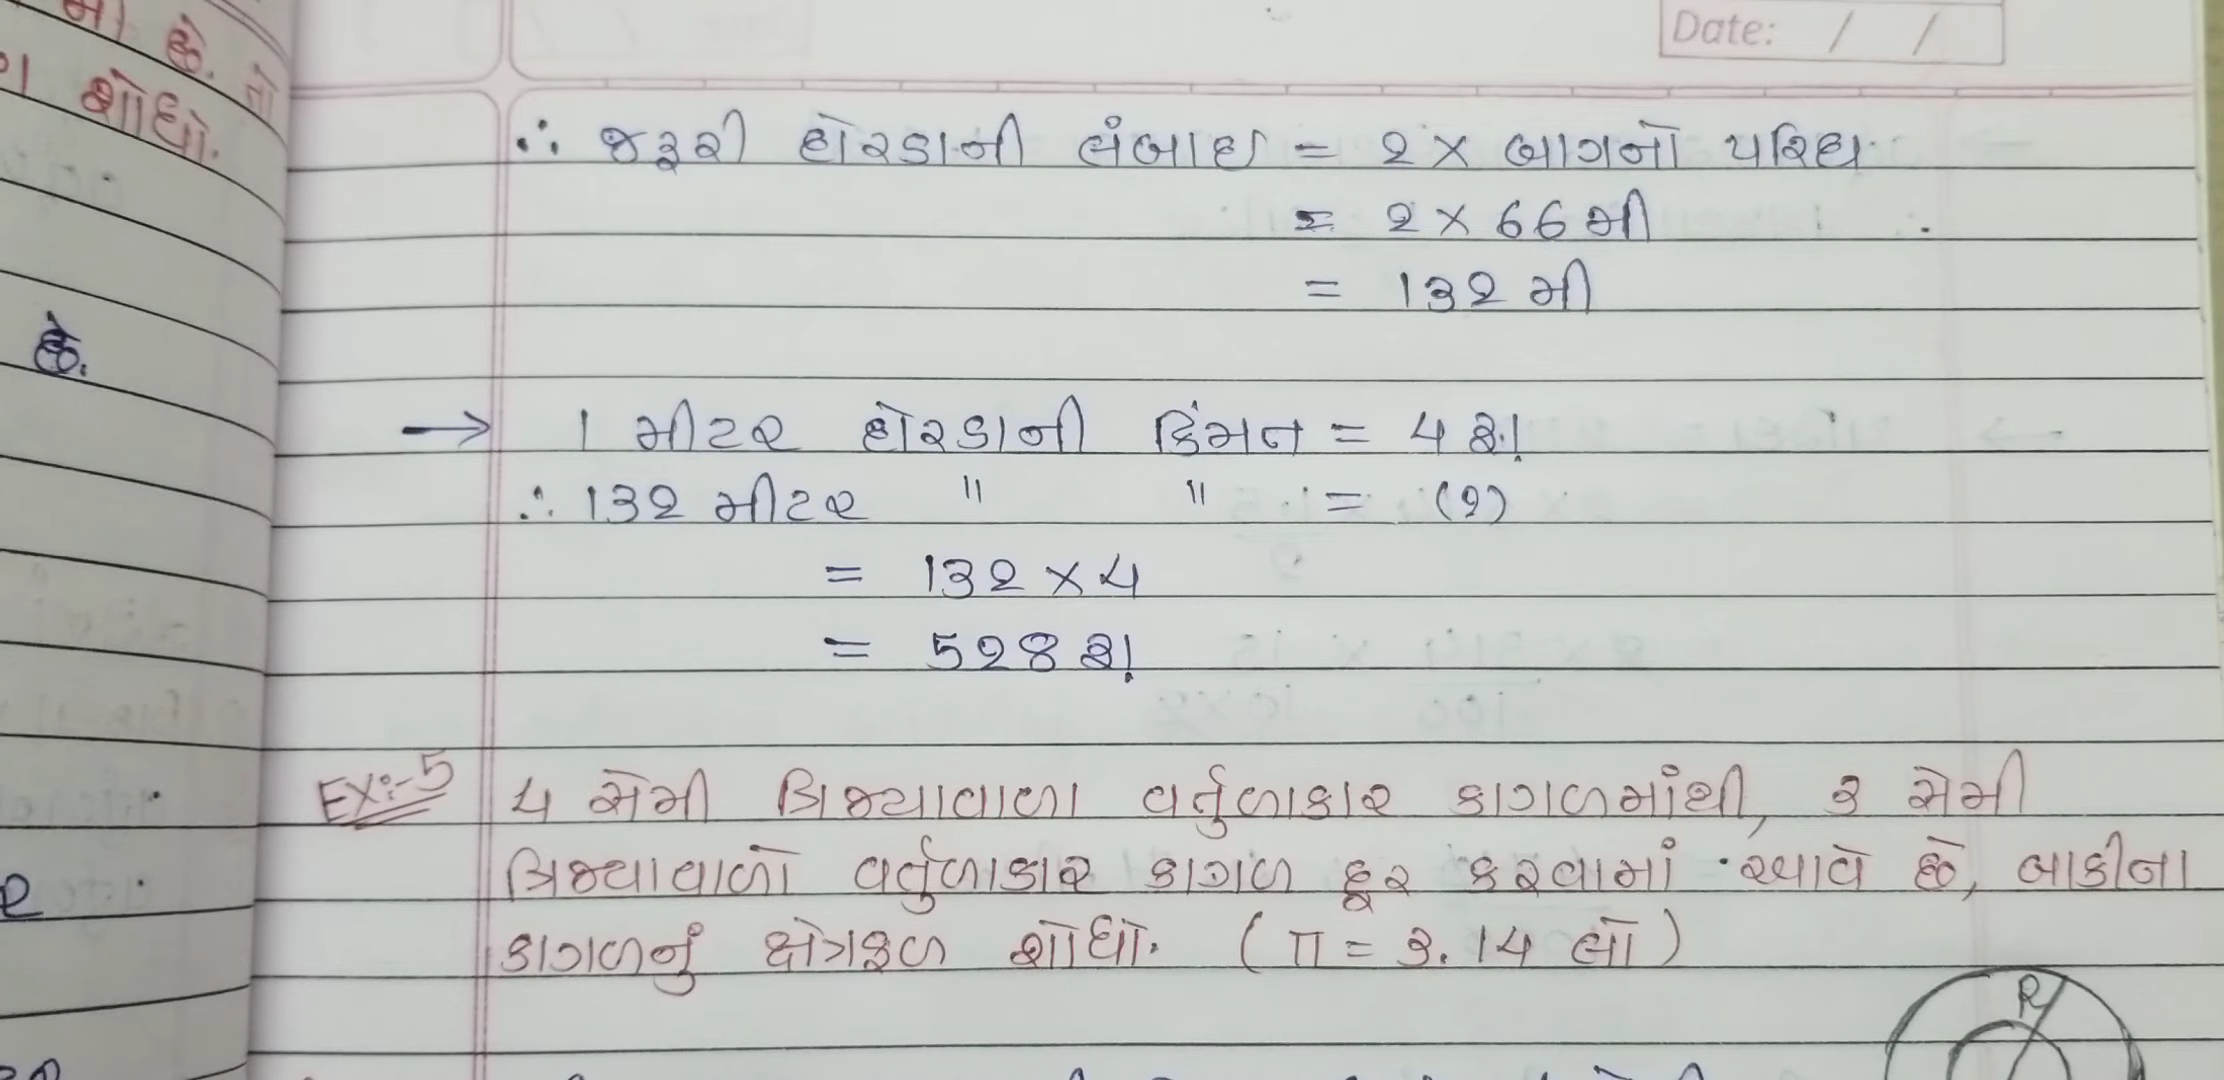 Date: / /
મા છે. તો
શોધો.
છે.
∴ જરૂરી દોરડાની લંબાઇ = 2 × બાગનો પરિઘ
= 2 × 66 મી
= 132 મી
→ 1 મીટર દોરડાની કિંમત = 4 રૂા
∴ 132 મીટર " " = (?)
= 132 × 4
= 528 રૂા
Ex:-5 4 સેમી ત્રિજ્યાવાળા વર્તુળાકાર કાગળમાંથી, 3 સેમી
ત્રિજ્યાવાળો વર્તુળાકાર કાગળ દૂર કરવામાં આવે છે, બાકીના
કાગળનું ક્ષેત્રફળ શોધો. (π = 3.14 લો)
R